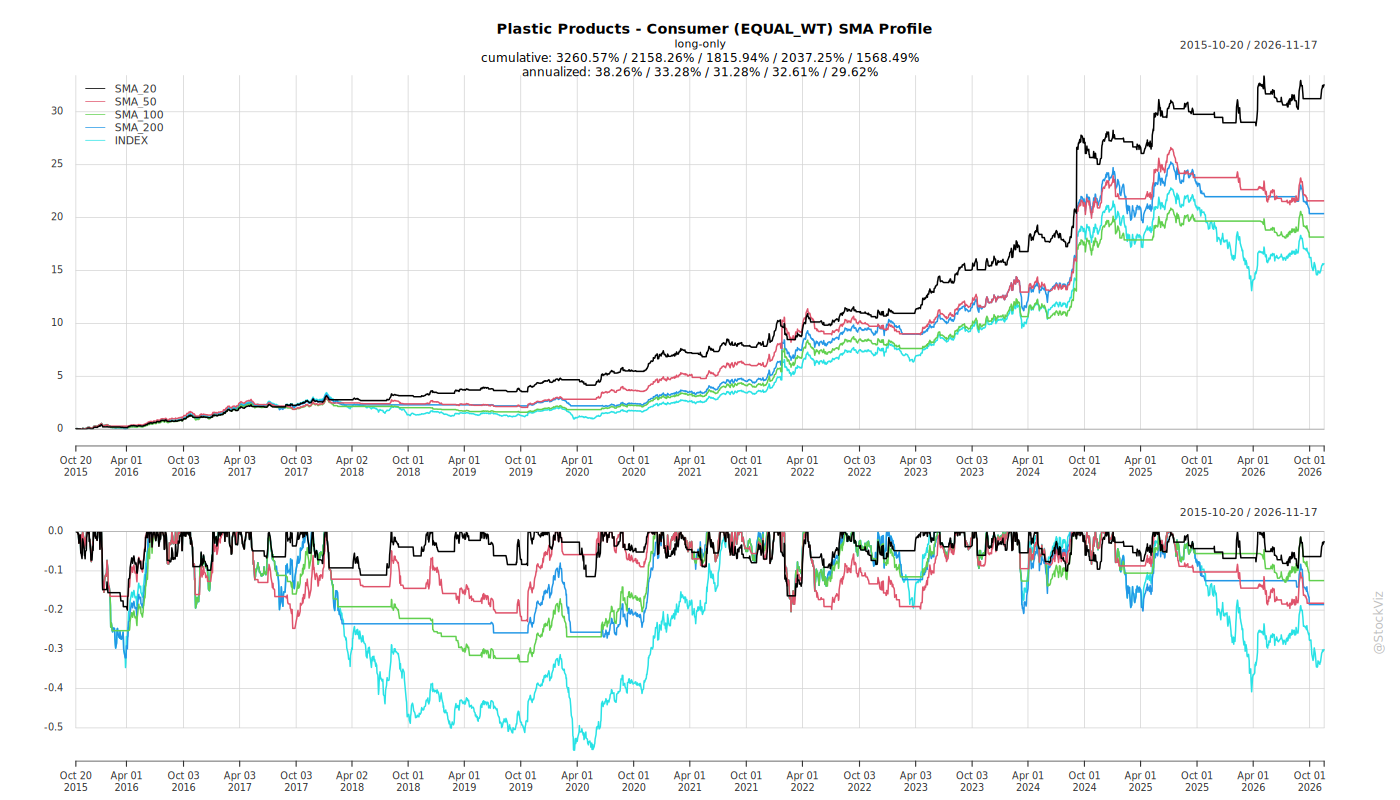 Plastic Products - Consumer (EQUAL_WT) SMA Profile
long-only
cumulative: 3260.57% / 2158.26% / 1815.94% / 2037.25% / 1568.49%
annualized: 38.26% / 33.28% / 31.28% / 32.61% / 29.62%
2015-10-20 / 2026-11-17
SMA_20
SMA_50
SMA_100
SMA_200
INDEX
30
25
20
15
10
5
0
Oct 20 Apr 01 Oct 03 Apr 03 Oct 03 Apr 02 Oct 01 Apr 01 Oct 01 Apr 01 Oct 01 Apr 01 Oct 01 Apr 01 Oct 03 Apr 03 Oct 03 Apr 01 Oct 01 Apr 01 Oct 01 Apr 01 Oct 01
2015 2016 2016 2017 2017 2018 2018 2019 2019 2020 2020 2021 2021 2022 2022 2023 2023 2024 2024 2025 2025 2026 2026
2015-10-20 / 2026-11-17
0.0
-0.1
-0.2
-0.3
-0.4
-0.5
Oct 20 Apr 01 Oct 03 Apr 03 Oct 03 Apr 02 Oct 01 Apr 01 Oct 01 Apr 01 Oct 01 Apr 01 Oct 01 Apr 01 Oct 03 Apr 03 Oct 03 Apr 01 Oct 01 Apr 01 Oct 01 Apr 01 Oct 01
2015 2016 2016 2017 2017 2018 2018 2019 2019 2020 2020 2021 2021 2022 2022 2023 2023 2024 2024 2025 2025 2026 2026
@StockViz